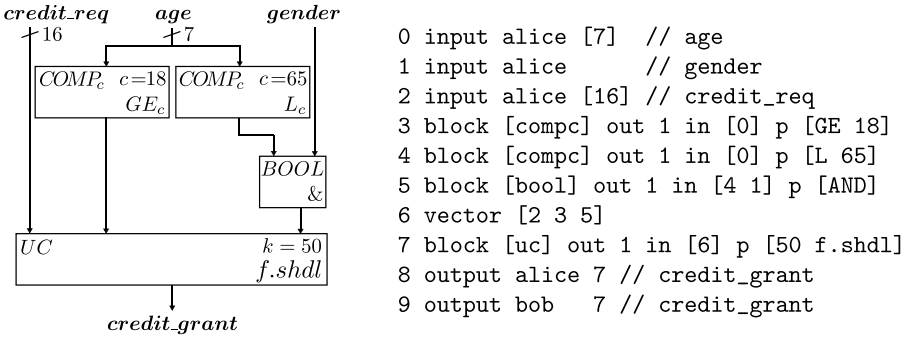 credit_req age gender
16 7
COMPc c=18
GEc
COMPc c=65
Lc
BOOL
&
UC k = 50
f.shdl
credit_grant
0 input alice [7] // age
1 input alice // gender
2 input alice [16] // credit_req
3 block [compc] out 1 in [0] p [GE 18]
4 block [compc] out 1 in [0] p [L 65]
5 block [bool] out 1 in [4 1] p [AND]
6 vector [2 3 5]
7 block [uc] out 1 in [6] p [50 f.shdl]
8 output alice 7 // credit_grant
9 output bob 7 // credit_grant